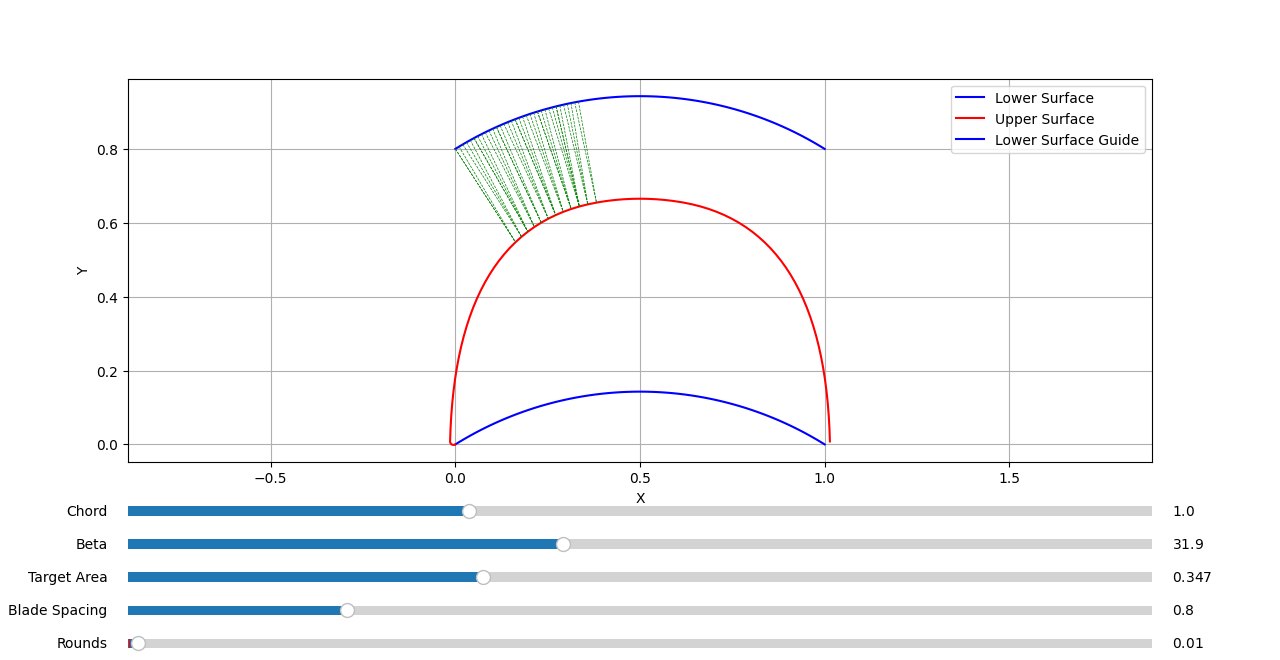 Lower Surface
Upper Surface
Lower Surface Guide
Y
0.8
0.6
0.4
0.2
0.0
−0.5 0.0 0.5 1.0 1.5
X
Chord 1.0
Beta 31.9
Target Area 0.347
Blade Spacing 0.8
Rounds 0.01